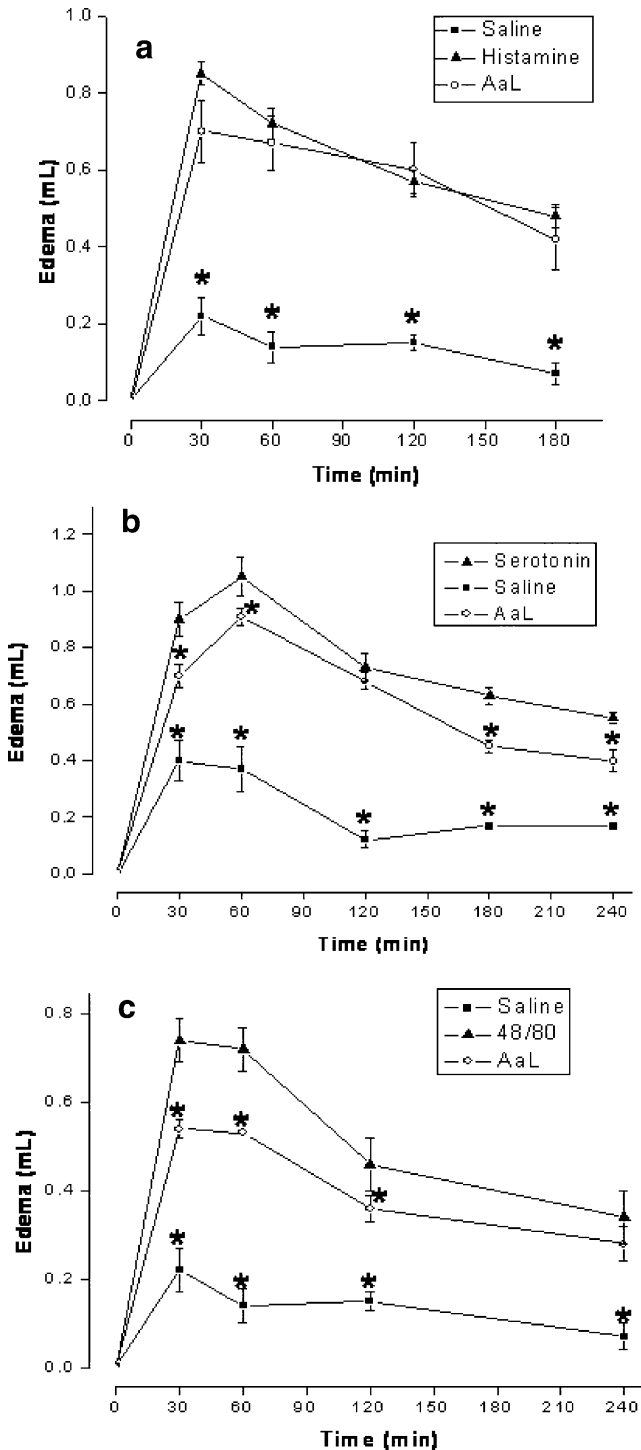 a
Saline
Histamine
AaL
1.0
0.8
0.6
0.4
0.2
0.0
Edema (mL)
* * * *
0 30 60 90 120 150 180
Time (min)
b
Serotonin
Saline
AaL
1.2
1.0
0.8
0.6
0.4
0.2
0.0
Edema (mL)
* * * *
* * * * *
0 30 60 90 120 150 180 210 240
Time (min)
c
Saline
48/80
AaL
0.8
0.6
0.4
0.2
0.0
Edema (mL)
* * *
* * * *
0 30 60 90 120 150 180 210 240
Time (min)